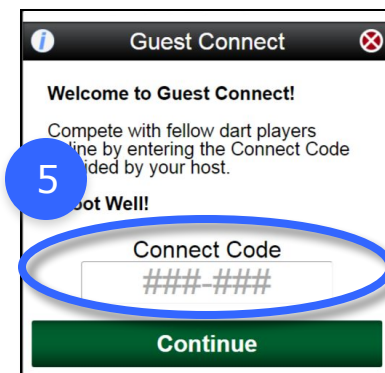 Guest Connect
Welcome to Guest Connect!
Compete with fellow dart players
by entering the Connect Code
by your host.
5
Well!
Connect Code
###-###
Continue